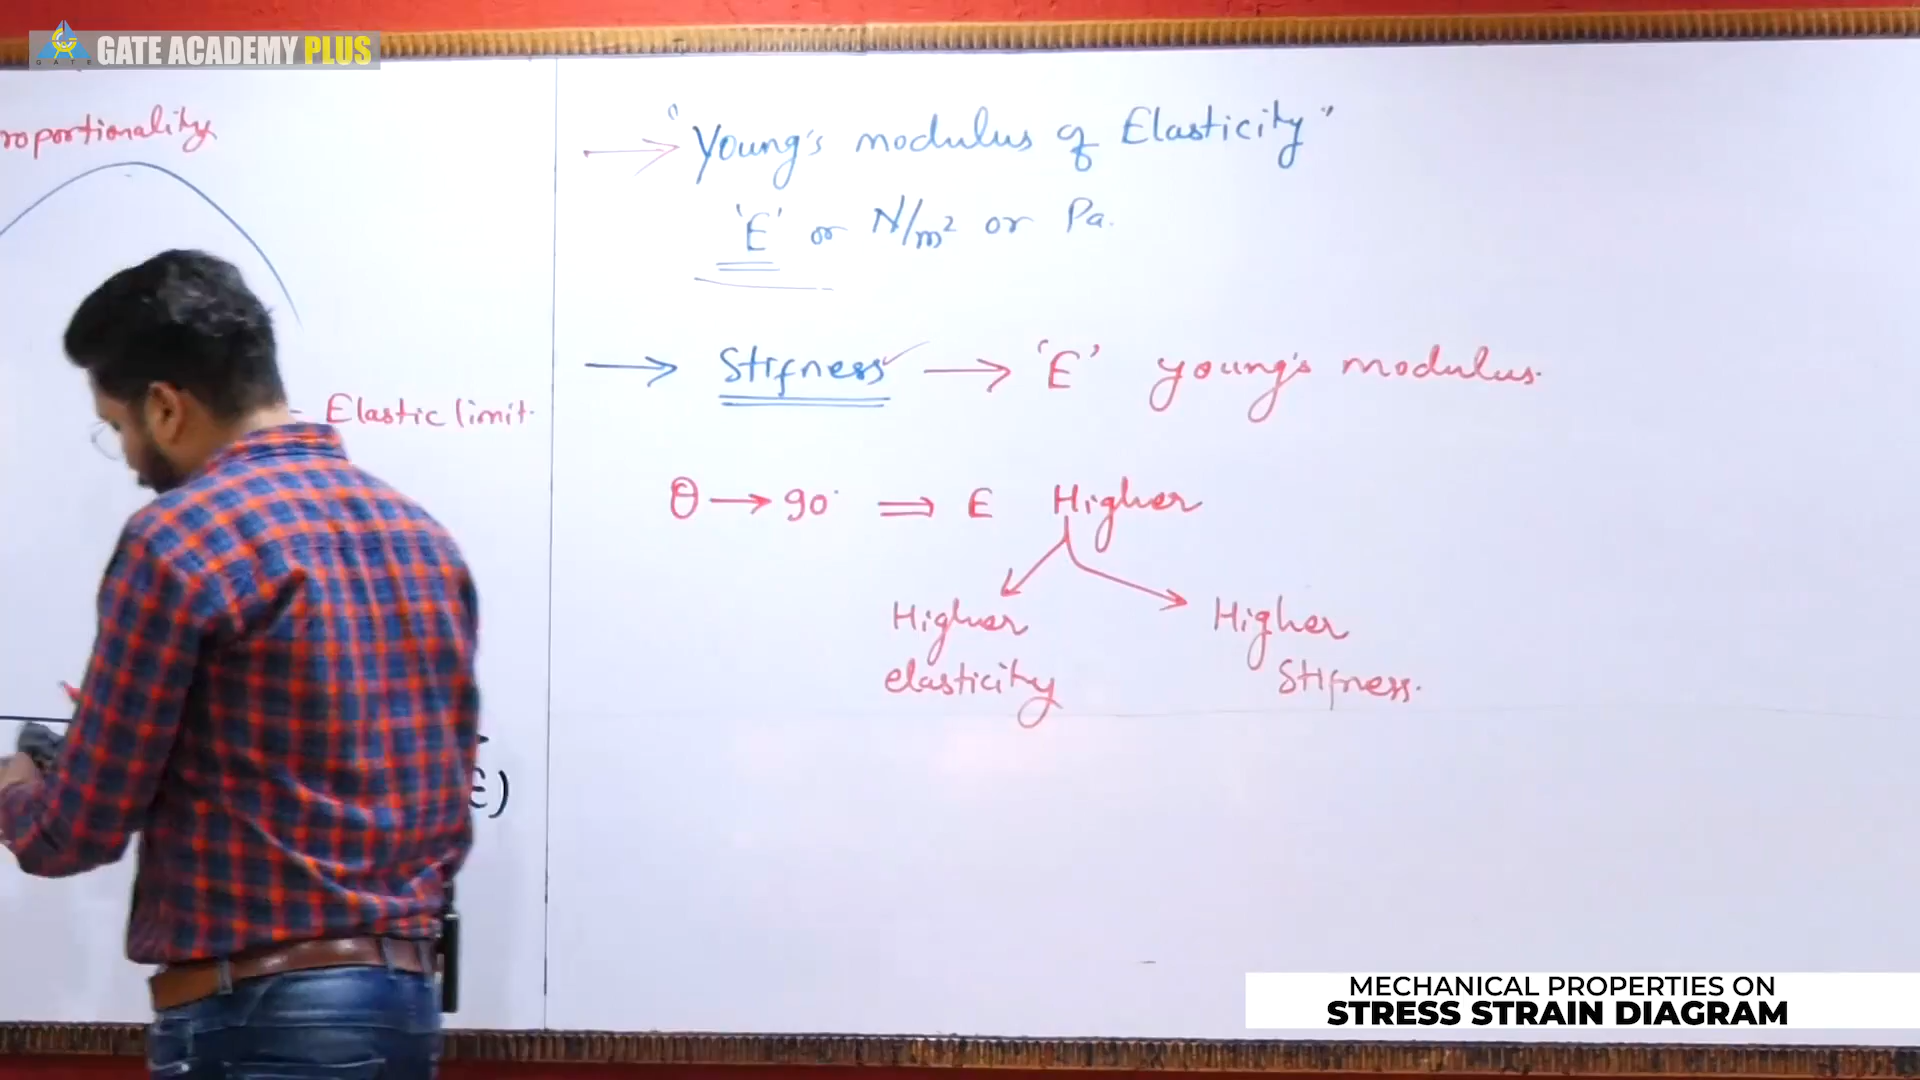 GATE ACADEMY PLUS
GATE
roportionality
Elastic limit.
E)
→ "Young's modulus of Elasticity"
'E' or N/m² or Pa.
→ Stifness → 'E' young's modulus.
θ → 90° ⇒ E Higher
Higher
elasticity
Higher
Stifness.
MECHANICAL PROPERTIES ON
STRESS STRAIN DIAGRAM